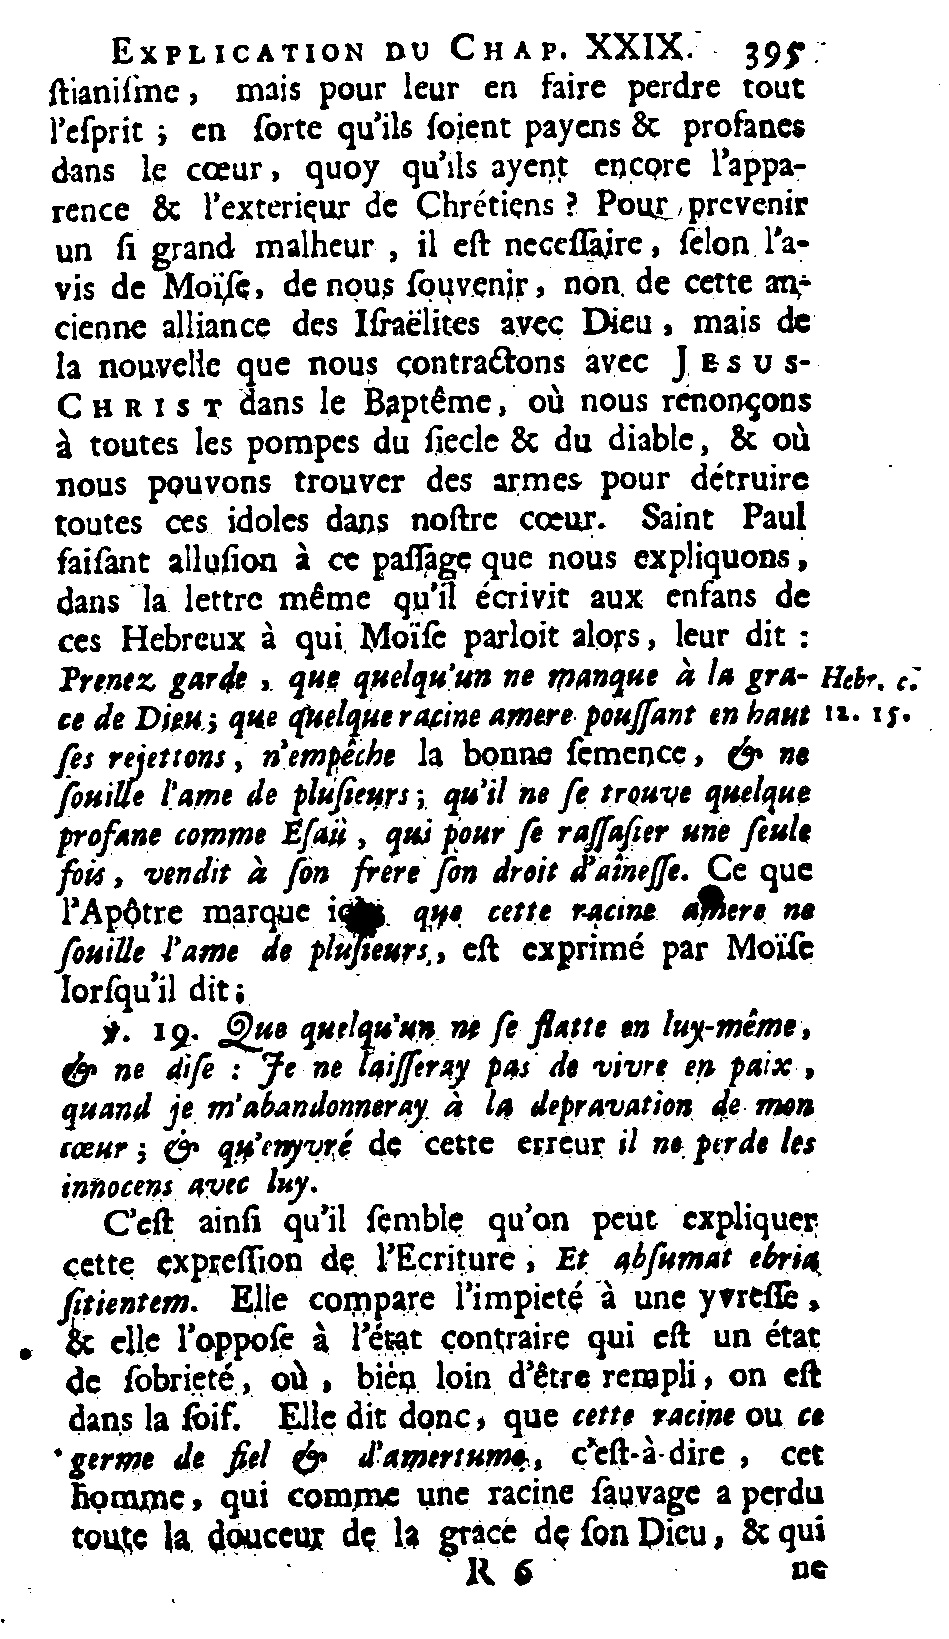 EXPLICATION DU CHAP. XXIX. 395
ſtianiſme, mais pour leur en faire perdre tout
l'eſprit ; en ſorte qu'ils ſoient payens & profanes
dans le cœur, quoy qu'ils ayent encore l'appa-
rence & l'exterieur de Chrétiens ? Pour prevenir
un ſi grand malheur, il eſt neceſſaire, ſelon l'a-
vis de Moïſe, de nous ſouvenir, non de cette an-
cienne alliance des Iſraëlites avec Dieu, mais de
la nouvelle que nous contractons avec JESUS-
CHRIST dans le Baptême, où nous renonçons
à toutes les pompes du ſiecle & du diable, & où
nous pouvons trouver des armes pour détruire
toutes ces idoles dans noſtre cœur. Saint Paul
faiſant alluſion à ce paſſage que nous expliquons,
dans la lettre même qu'il écrivit aux enfans de
ces Hebreux à qui Moïſe parloit alors, leur dit :
Prenez garde, que quelqu'un ne manque à la gra- Hebr. c.
ce de Dieu ; que quelque racine amere pouſſant en haut 12. 15.
ſes rejettons, n'empêche la bonne ſemence, & ne
ſouille l'ame de pluſieurs ; qu'il ne ſe trouve quelque
profane comme Eſaü, qui pour ſe raſſaſier une ſeule
fois, vendit à ſon frere ſon droit d'aîneſſe. Ce que
l'Apôtre marque que cette racine amere ne
ſouille l'ame de pluſieurs, eſt exprimé par Moïſe
lorſqu'il dit ;
℣. 19. Que quelqu'un ne ſe flatte en luy-même,
& ne diſe : Je ne laiſſeray pas de vivre en paix,
quand je m'abandonneray à la depravation de mon
cœur ; & qu'enyvré de cette erreur il ne perde les
innocens avec luy.
C'eſt ainſi qu'il ſemble qu'on peut expliquer
cette expreſſion de l'Ecriture, Et abſumat ebria
ſitientem. Elle compare l'impieté à une yvreſſe,
& elle l'oppoſe à l'état contraire qui eſt un état
de ſobrieté, où, bien loin d'être rempli, on eſt
dans la ſoif. Elle dit donc, que cette racine ou ce
germe de fiel & d'amertume, c'eſt-à-dire, cet
homme, qui comme une racine ſauvage a perdu
toute la douceur de la grace de ſon Dieu, & qui
R 6 ne